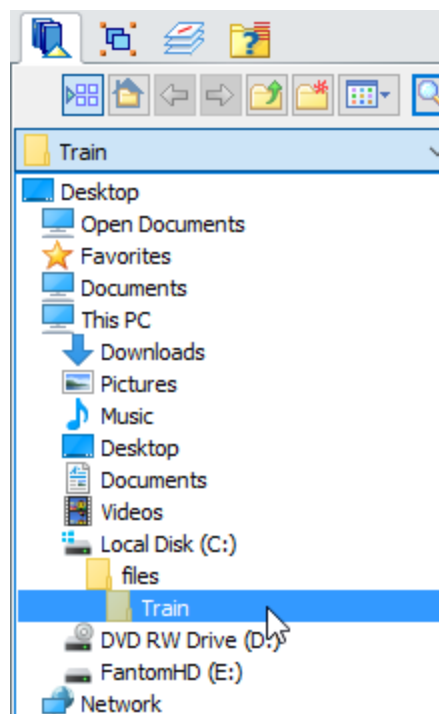 Train
Desktop
Open Documents
Favorites
Documents
This PC
Downloads
Pictures
Music
Desktop
Documents
Videos
Local Disk (C:)
files
Train
DVD RW Drive (D:)
FantomHD (E:)
Network